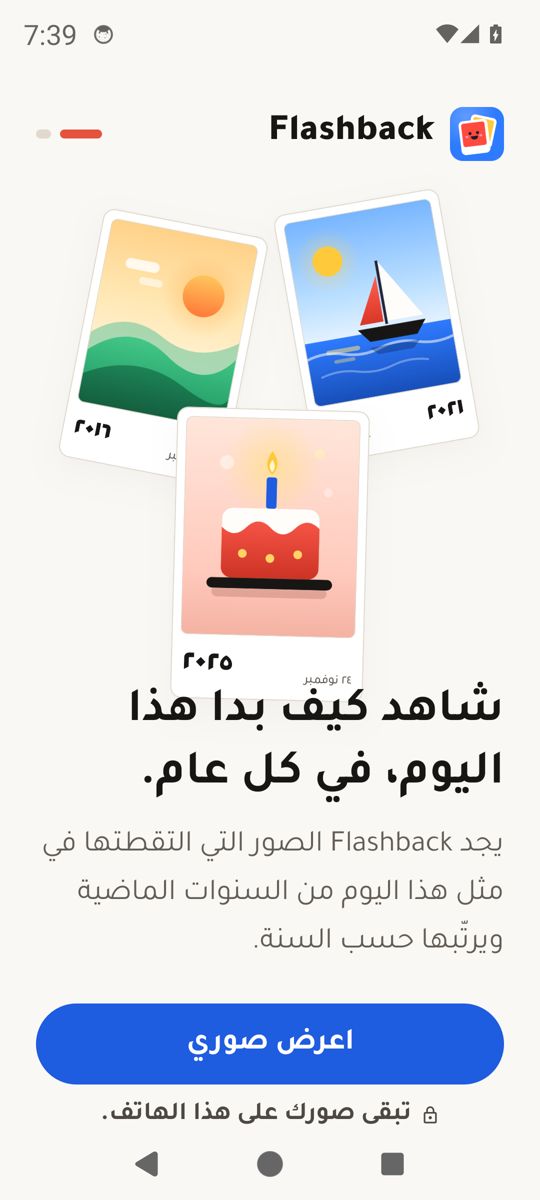 7:39
Flashback
٢٠٢١
٢٠١٦
٢٠٢٥
٢٤ نوفمبر
شاهد كيف بدا هذا
اليوم، في كل عام.
يجد Flashback الصور التي التقطتها في
مثل هذا اليوم من السنوات الماضية
ويرتّبها حسب السنة.
اعرض صوري
تبقى صورك على هذا الهاتف.